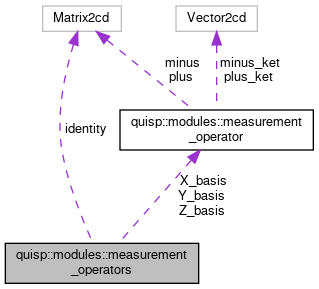 Matrix2cd
Vector2cd
minus
plus
minus_ket
plus_ket
identity
quisp::modules::measurement
_operator
X_basis
Y_basis
Z_basis
quisp::modules::measurement
_operators